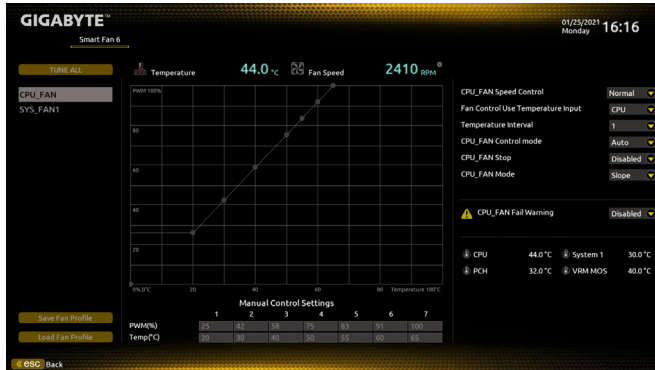 GIGABYTE™
01/25/2021 16:16
Monday
Smart Fan 6
TUNE ALL
Temperature 44.0 °C Fan Speed 2410 RPM
CPU_FAN
SYS_FAN1
PWM 100%
80
60
40
20
0%,0°C 20 40 60 80 Temperature 100°C
CPU_FAN Speed Control Normal
Fan Control Use Temperature Input CPU
Temperature Interval 1
CPU_FAN Control mode Auto
CPU_FAN Stop Disabled
CPU_FAN Mode Slope
CPU_FAN Fail Warning Disabled
CPU 44.0°C System 1 30.0°C
PCH 32.0°C VRM MOS 40.0°C
Manual Control Settings
1 2 3 4 5 6 7
PWM(%) 25 42 58 75 83 91 100
Temp(°C) 20 30 40 50 55 60 65
Save Fan Profile
Load Fan Profile
esc Back